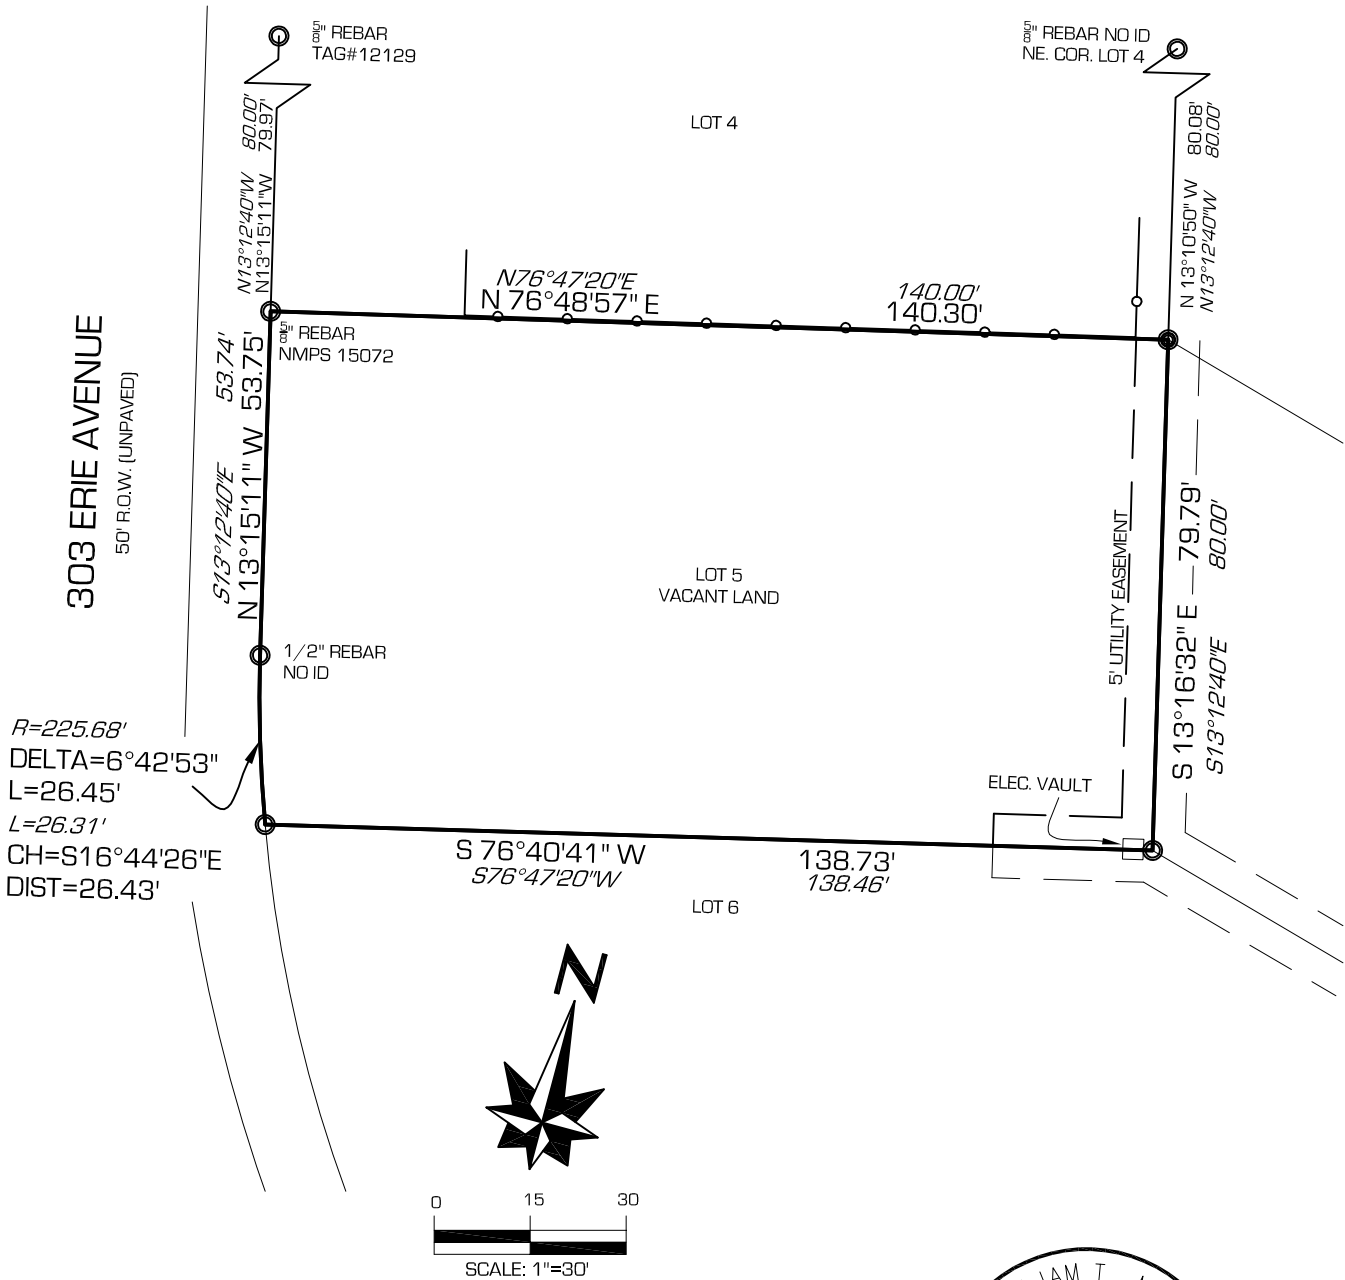 5/8" REBAR
TAG#12129
5/8" REBAR NO ID
NE. COR. LOT 4
80.00'
79.97'
N13°12'40"W
N13°15'11"W
LOT 4
80.08'
80.00'
N 13°10'50" W
N13°12'40"W
N76°47'20"E
N 76°48'57" E
140.00'
140.30'
5/8" REBAR
NMPS 15072
303 ERIE AVENUE
50' R.O.W. (UNPAVED)
53.74'
53.75'
S13°12'40"E
N 13°15'11" W
LOT 5
VACANT LAND
5' UTILITY EASEMENT
79.79'
80.00'
S 13°16'32" E
S13°12'40"E
1/2" REBAR
NO ID
R=225.68'
DELTA=6°42'53"
L=26.45'
L=26.31'
CH=S16°44'26"E
DIST=26.43'
ELEC. VAULT
S 76°40'41" W
S76°47'20"W
138.73'
138.46'
LOT 6
N
0 15 30
SCALE: 1"=30'